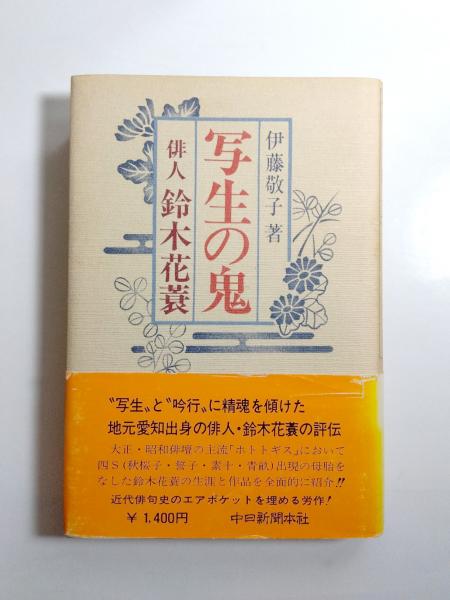 伊藤敬子 著
写生の鬼
俳人 鈴木花蓑
〝写生〟と〝吟行〟に精魂を傾けた
地元愛知出身の俳人・鈴木花蓑の評伝
大正・昭和俳壇の主流「ホトトギス」において
四S(秋桜子・誓子・素十・青畝)出現の母胎を
なした鈴木花蓑の生涯と作品を全面的に紹介!!
近代俳句史のエアポケットを埋める労作!
¥1,400円 中日新聞本社